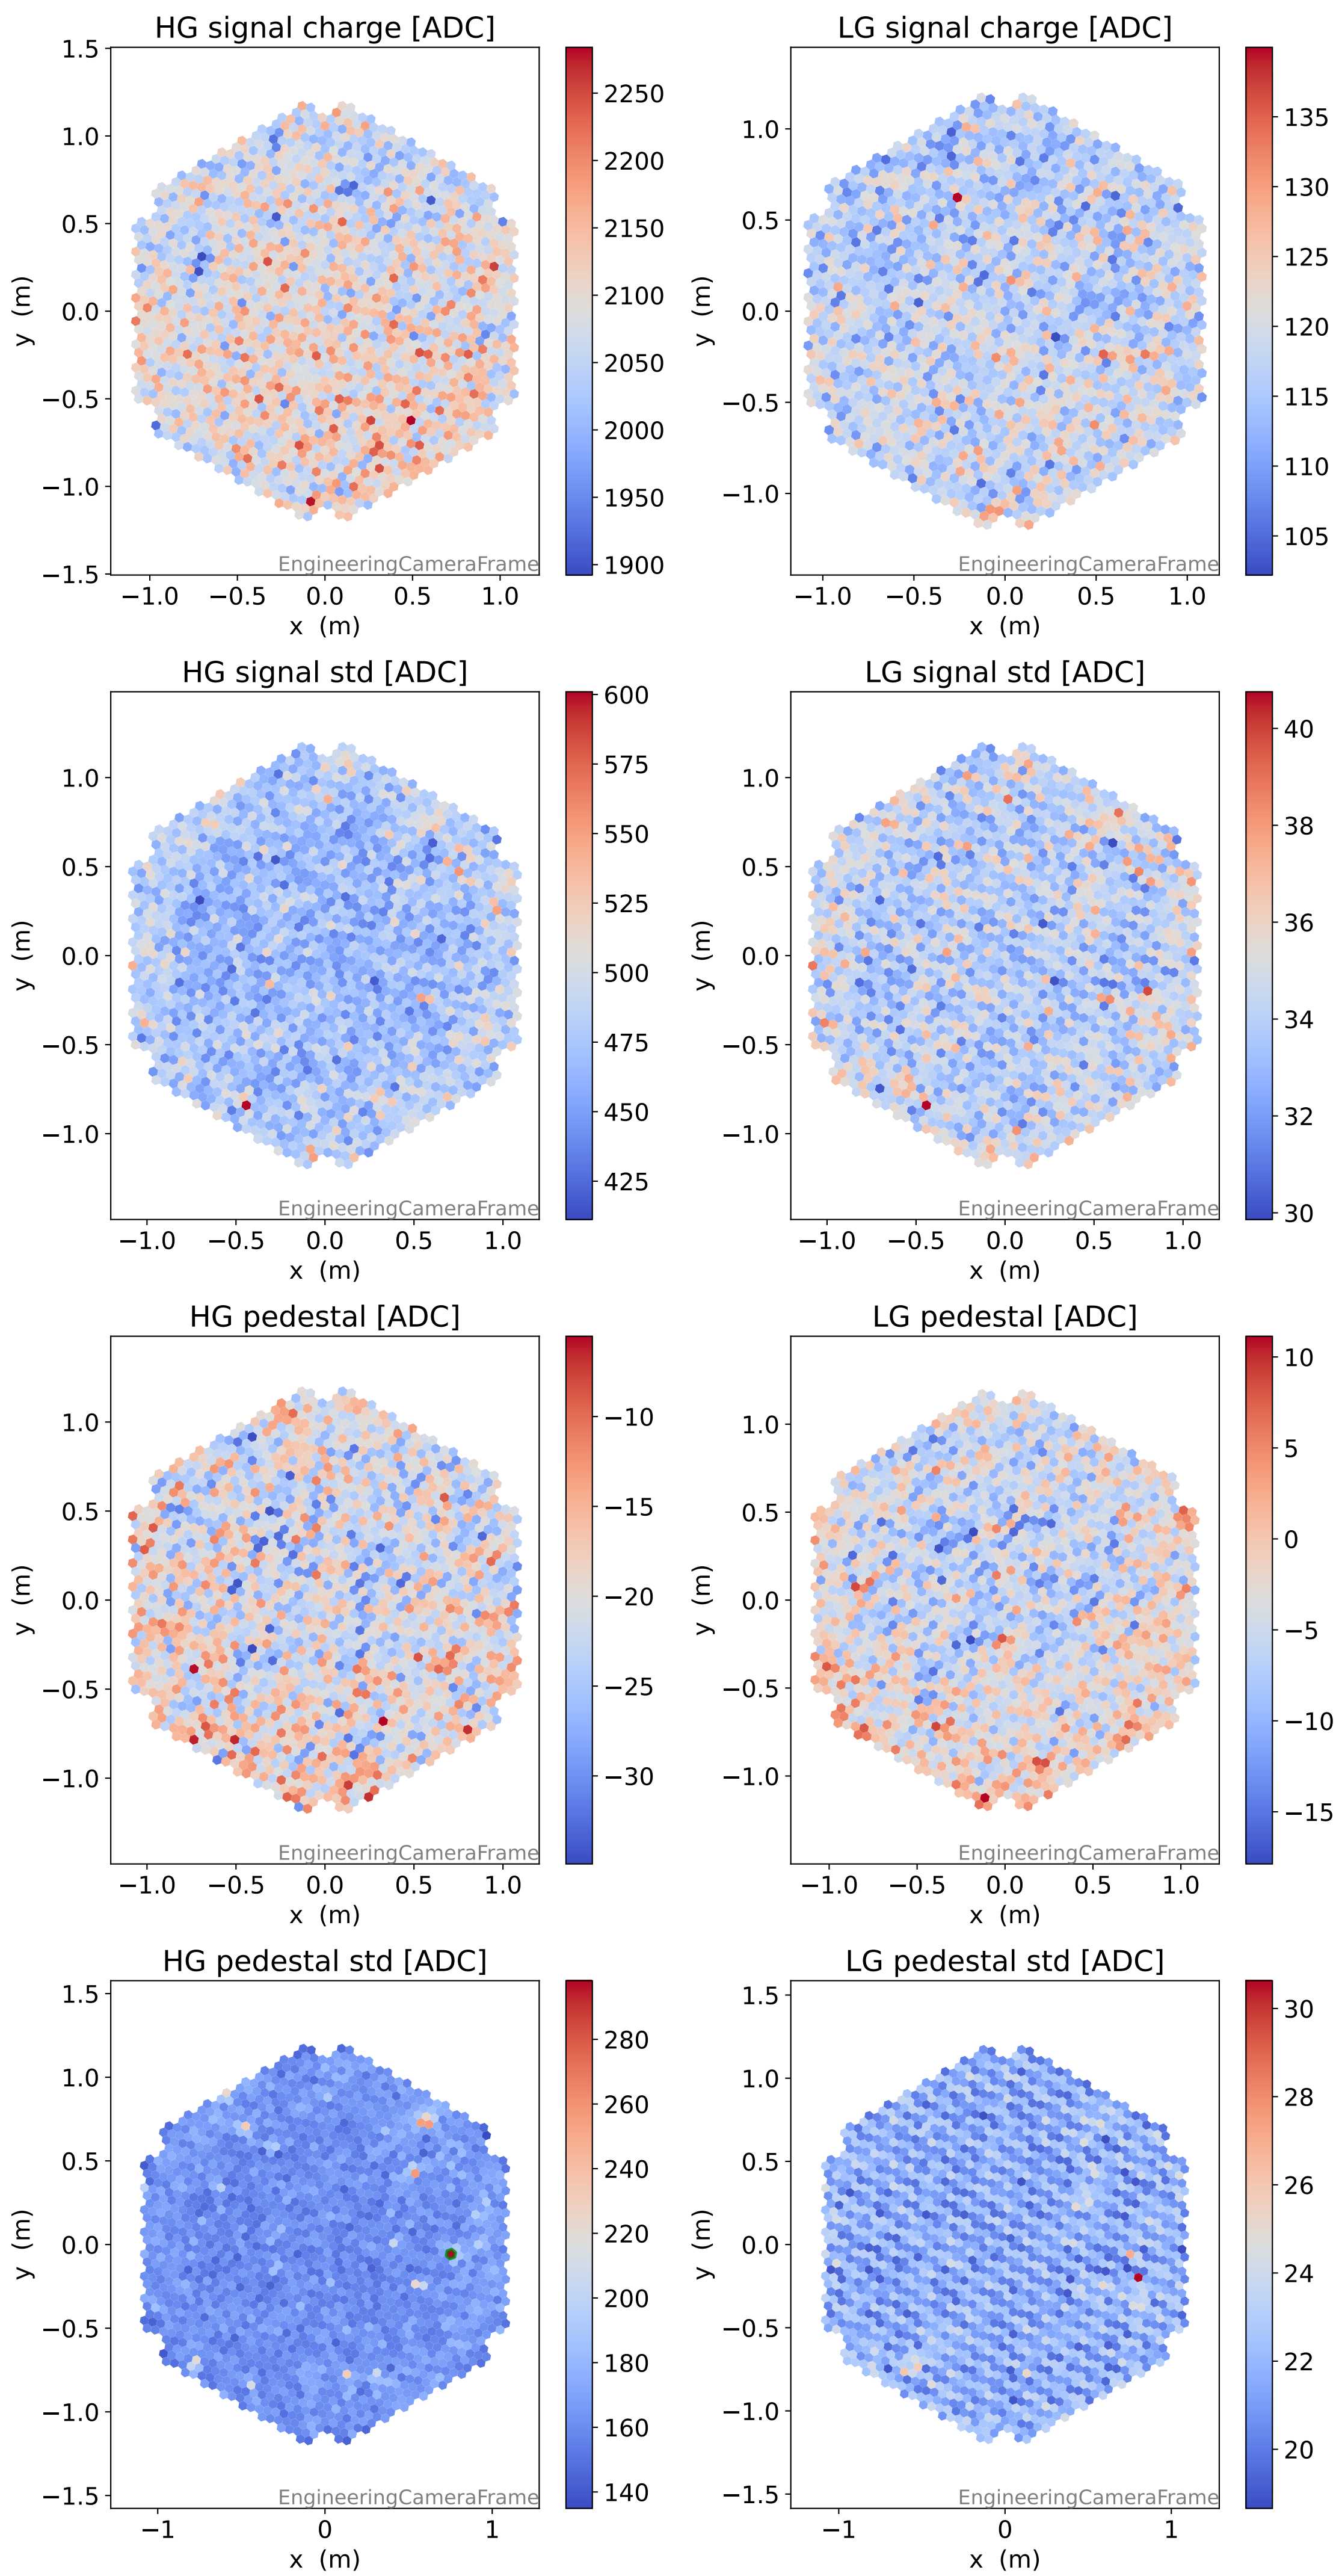 HG signal charge [ADC]
1.5
1.0
0.5
0.0
−0.5
−1.0
−1.5
y (m)
−1.0 −0.5 0.0 0.5 1.0
x (m)
EngineeringCameraFrame
2250
2200
2150
2100
2050
2000
1950
1900
LG signal charge [ADC]
1.0
0.5
0.0
−0.5
−1.0
y (m)
−1.0 −0.5 0.0 0.5 1.0
x (m)
EngineeringCameraFrame
135
130
125
120
115
110
105
HG signal std [ADC]
1.0
0.5
0.0
−0.5
−1.0
y (m)
−1.0 −0.5 0.0 0.5 1.0
x (m)
EngineeringCameraFrame
600
575
550
525
500
475
450
425
LG signal std [ADC]
1.0
0.5
0.0
−0.5
−1.0
y (m)
−1.0 −0.5 0.0 0.5 1.0
x (m)
EngineeringCameraFrame
40
38
36
34
32
30
HG pedestal [ADC]
1.0
0.5
0.0
−0.5
−1.0
y (m)
−1.0 −0.5 0.0 0.5 1.0
x (m)
EngineeringCameraFrame
−10
−15
−20
−25
−30
LG pedestal [ADC]
1.0
0.5
0.0
−0.5
−1.0
y (m)
−1.0 −0.5 0.0 0.5 1.0
x (m)
EngineeringCameraFrame
10
5
0
−5
−10
−15
HG pedestal std [ADC]
1.5
1.0
0.5
0.0
−0.5
−1.0
−1.5
y (m)
−1 0 1
x (m)
EngineeringCameraFrame
280
260
240
220
200
180
160
140
LG pedestal std [ADC]
1.5
1.0
0.5
0.0
−0.5
−1.0
−1.5
y (m)
−1 0 1
x (m)
EngineeringCameraFrame
30
28
26
24
22
20